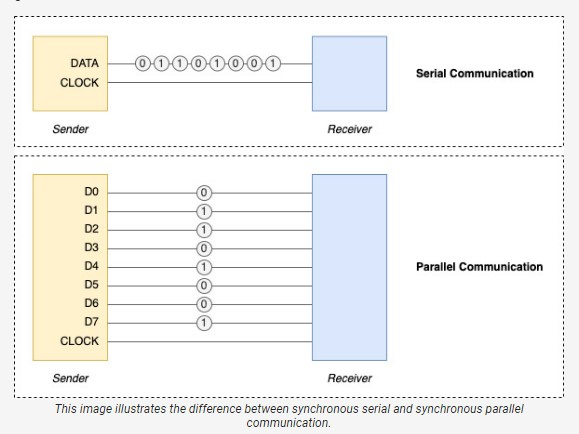 DATA 0 1 1 0 1 0 0 1
CLOCK
Serial Communication
Sender
Receiver
D0 0
D1 1
D2 1
D3 0
D4 1
D5 0
D6 0
D7 1
CLOCK
Parallel Communication
Sender
Receiver
This image illustrates the difference between synchronous serial and synchronous parallel
communication.